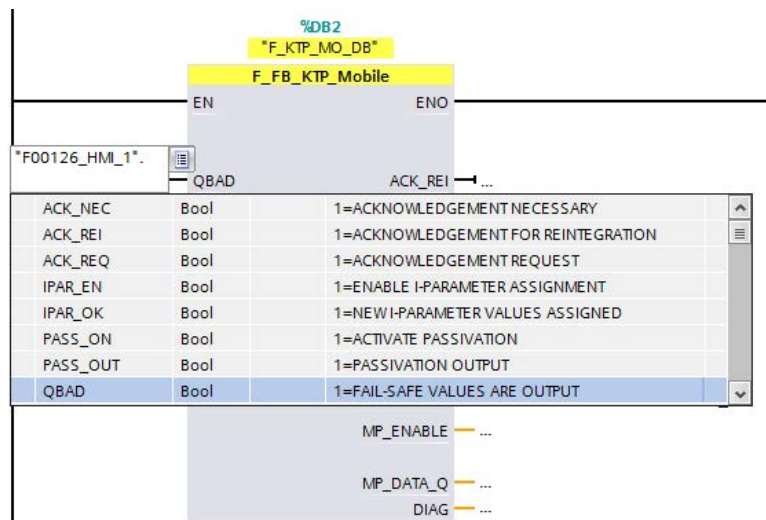 %DB2
"F_KTP_MO_DB"
F_FB_KTP_Mobile
EN ENO
"F00126_HMI_1".
QBAD ACK_REI ...
ACK_NEC Bool 1=ACKNOWLEDGEMENT NECESSARY
ACK_REI Bool 1=ACKNOWLEDGEMENT FOR REINTEGRATION
ACK_REQ Bool 1=ACKNOWLEDGEMENT REQUEST
IPAR_EN Bool 1=ENABLE I-PARAMETER ASSIGNMENT
IPAR_OK Bool 1=NEW I-PARAMETER VALUES ASSIGNED
PASS_ON Bool 1=ACTIVATE PASSIVATION
PASS_OUT Bool 1=PASSIVATION OUTPUT
QBAD Bool 1=FAIL-SAFE VALUES ARE OUTPUT
MP_ENABLE ...
MP_DATA_Q ...
DIAG ...